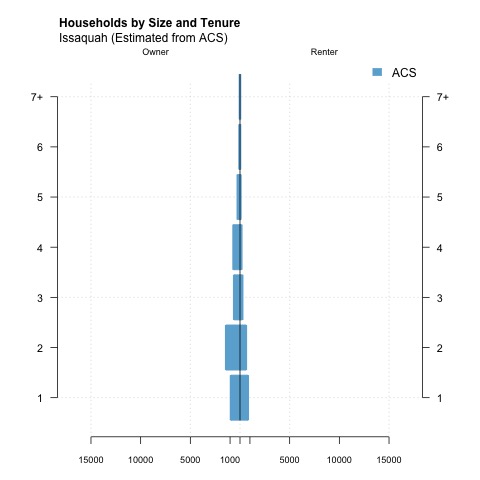 Households by Size and Tenure
Issaquah (Estimated from ACS)
Owner Renter
ACS
7+ 7+
6 6
5 5
4 4
3 3
2 2
1 1
15000 10000 5000 1000 5000 10000 15000